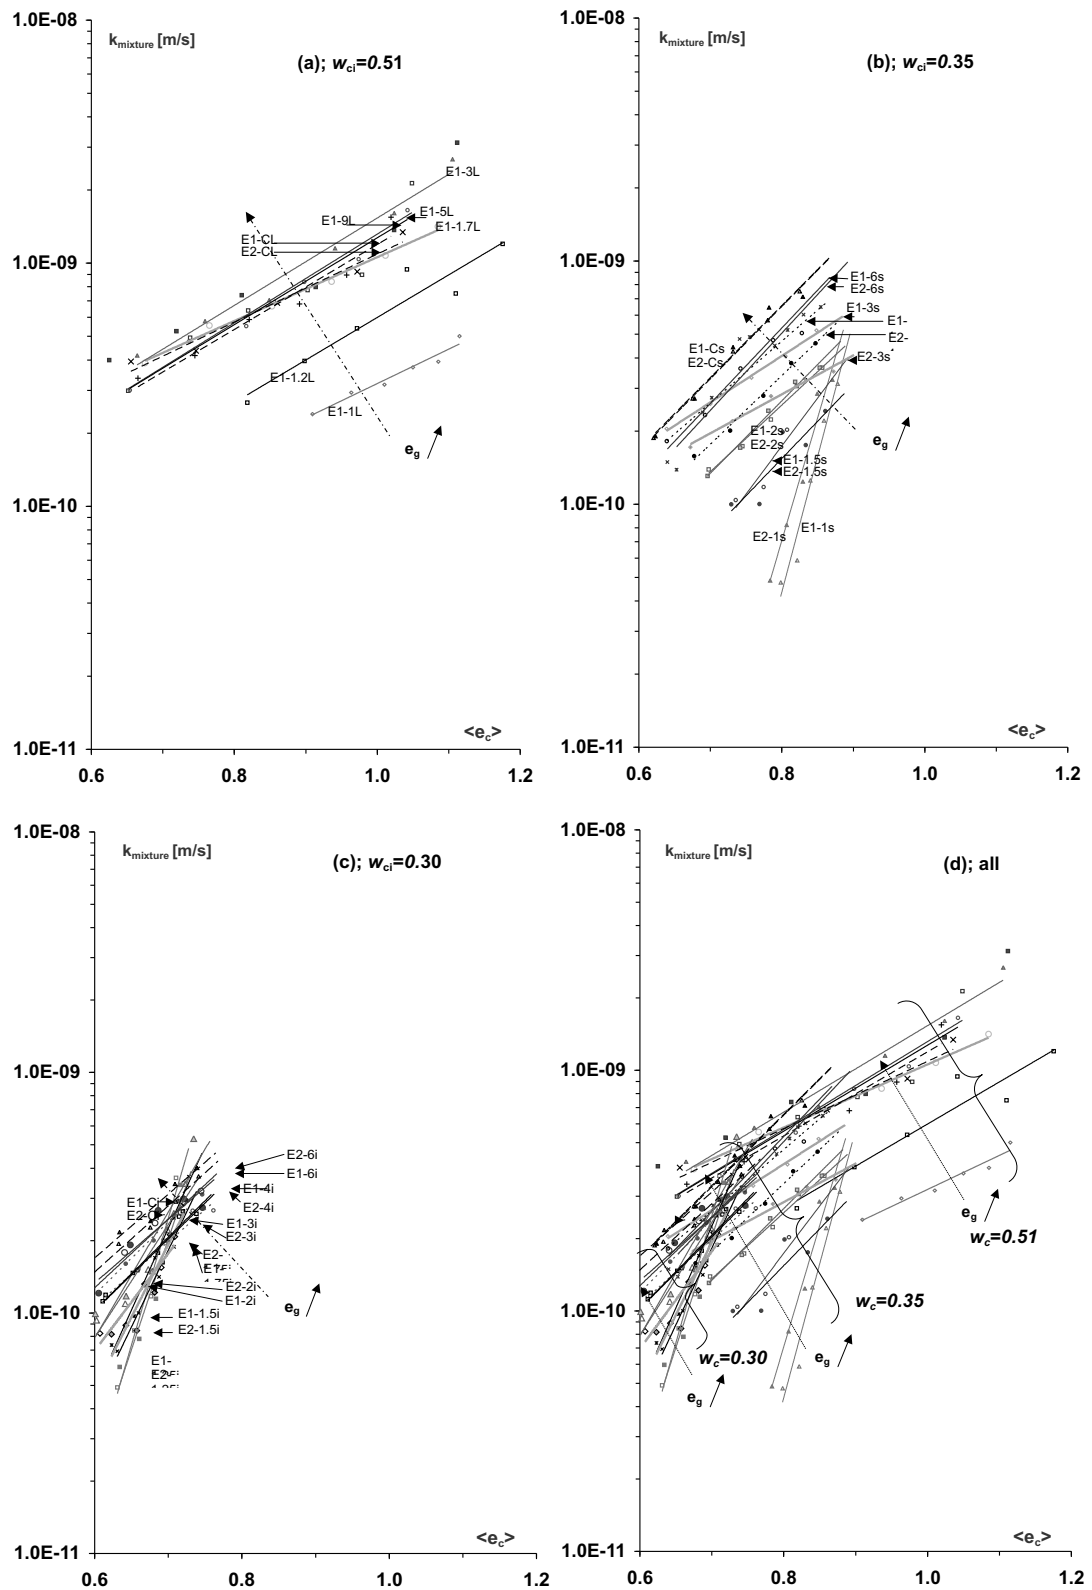 1.0E-08
k_mixture [m/s]
(a); w_ci=0.51
E1-3L
E1-9L
E1-5L
E1-1.7L
E1-CL
E2-CL
1.0E-09
E1-1.2L
E1-1L
e_g
1.0E-10
<e_c>
1.0E-11
0.6 0.8 1.0 1.2
1.0E-08
k_mixture [m/s]
(b); w_ci=0.35
1.0E-09
E1-6s
E2-6s
E1-3s
E1-
E2-
E1-Cs
E2-Cs
E2-3s
E1-2s
E2-2s
e_g
E1-1.5s
E2-1.5s
1.0E-10
E2-1s
E1-1s
<e_c>
1.0E-11
0.6 0.8 1.0 1.2
1.0E-08
k_mixture [m/s]
(c); w_ci=0.30
1.0E-09
E2-6i
E1-6i
E1-4i
E2-4i
E1-Ci
E1-3i
E2-3i
E2-
E2-2i
E1-2i
e_g
1.0E-10
E1-1.5i
E2-1.5i
E1-
<e_c>
1.0E-11
0.6 0.8 1.0 1.2
1.0E-08
k_mixture [m/s]
(d); all
1.0E-09
e_g
w_c=0.51
1.0E-10
w_c=0.35
w_c=0.30
e_g
e_g
<e_c>
1.0E-11
0.6 0.8 1.0 1.2